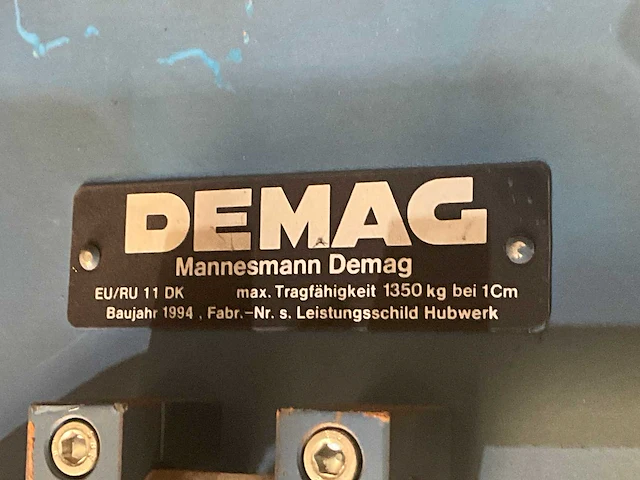 DEMAG
Mannesmann Demag
EU/RU 11 DK max. Tragfähigkeit 1350 kg bei 1Cm
Baujahr 1994 , Fabr.-Nr. s. Leistungsschild Hubwerk